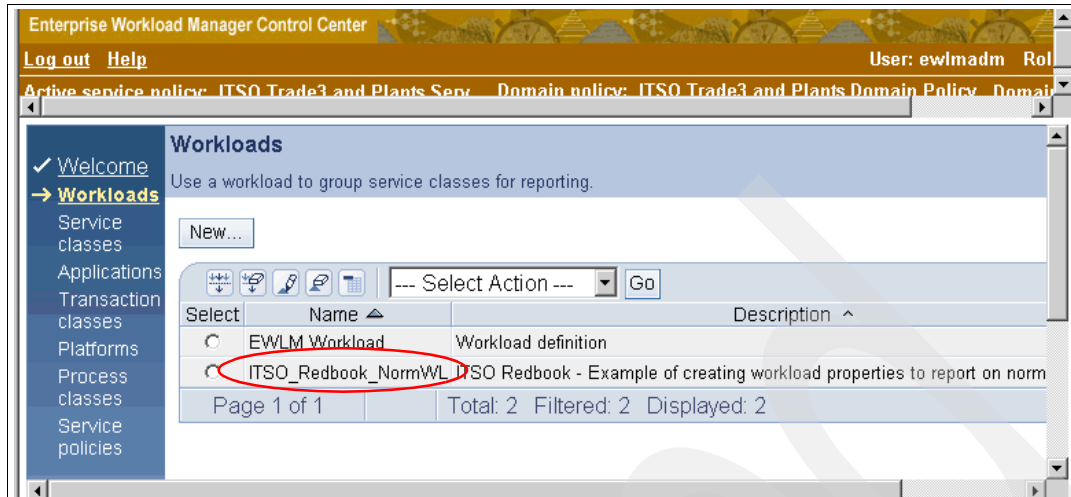 Enterprise Workload Manager Control Center
Log out Help User: ewlmadm Rol
Active service policy: ITSO Trade3 and Plants Serv Domain policy: ITSO Trade3 and Plants Domain Policy Domain
Welcome
Workloads
Service
classes
Applications
Transaction
classes
Platforms
Process
classes
Service
policies
Workloads
Use a workload to group service classes for reporting.
New...
--- Select Action --- Go
Select Name Description
EWLM Workload Workload definition
ITSO_Redbook_NormWL ITSO Redbook - Example of creating workload properties to report on norm
Page 1 of 1 Total: 2 Filtered: 2 Displayed: 2